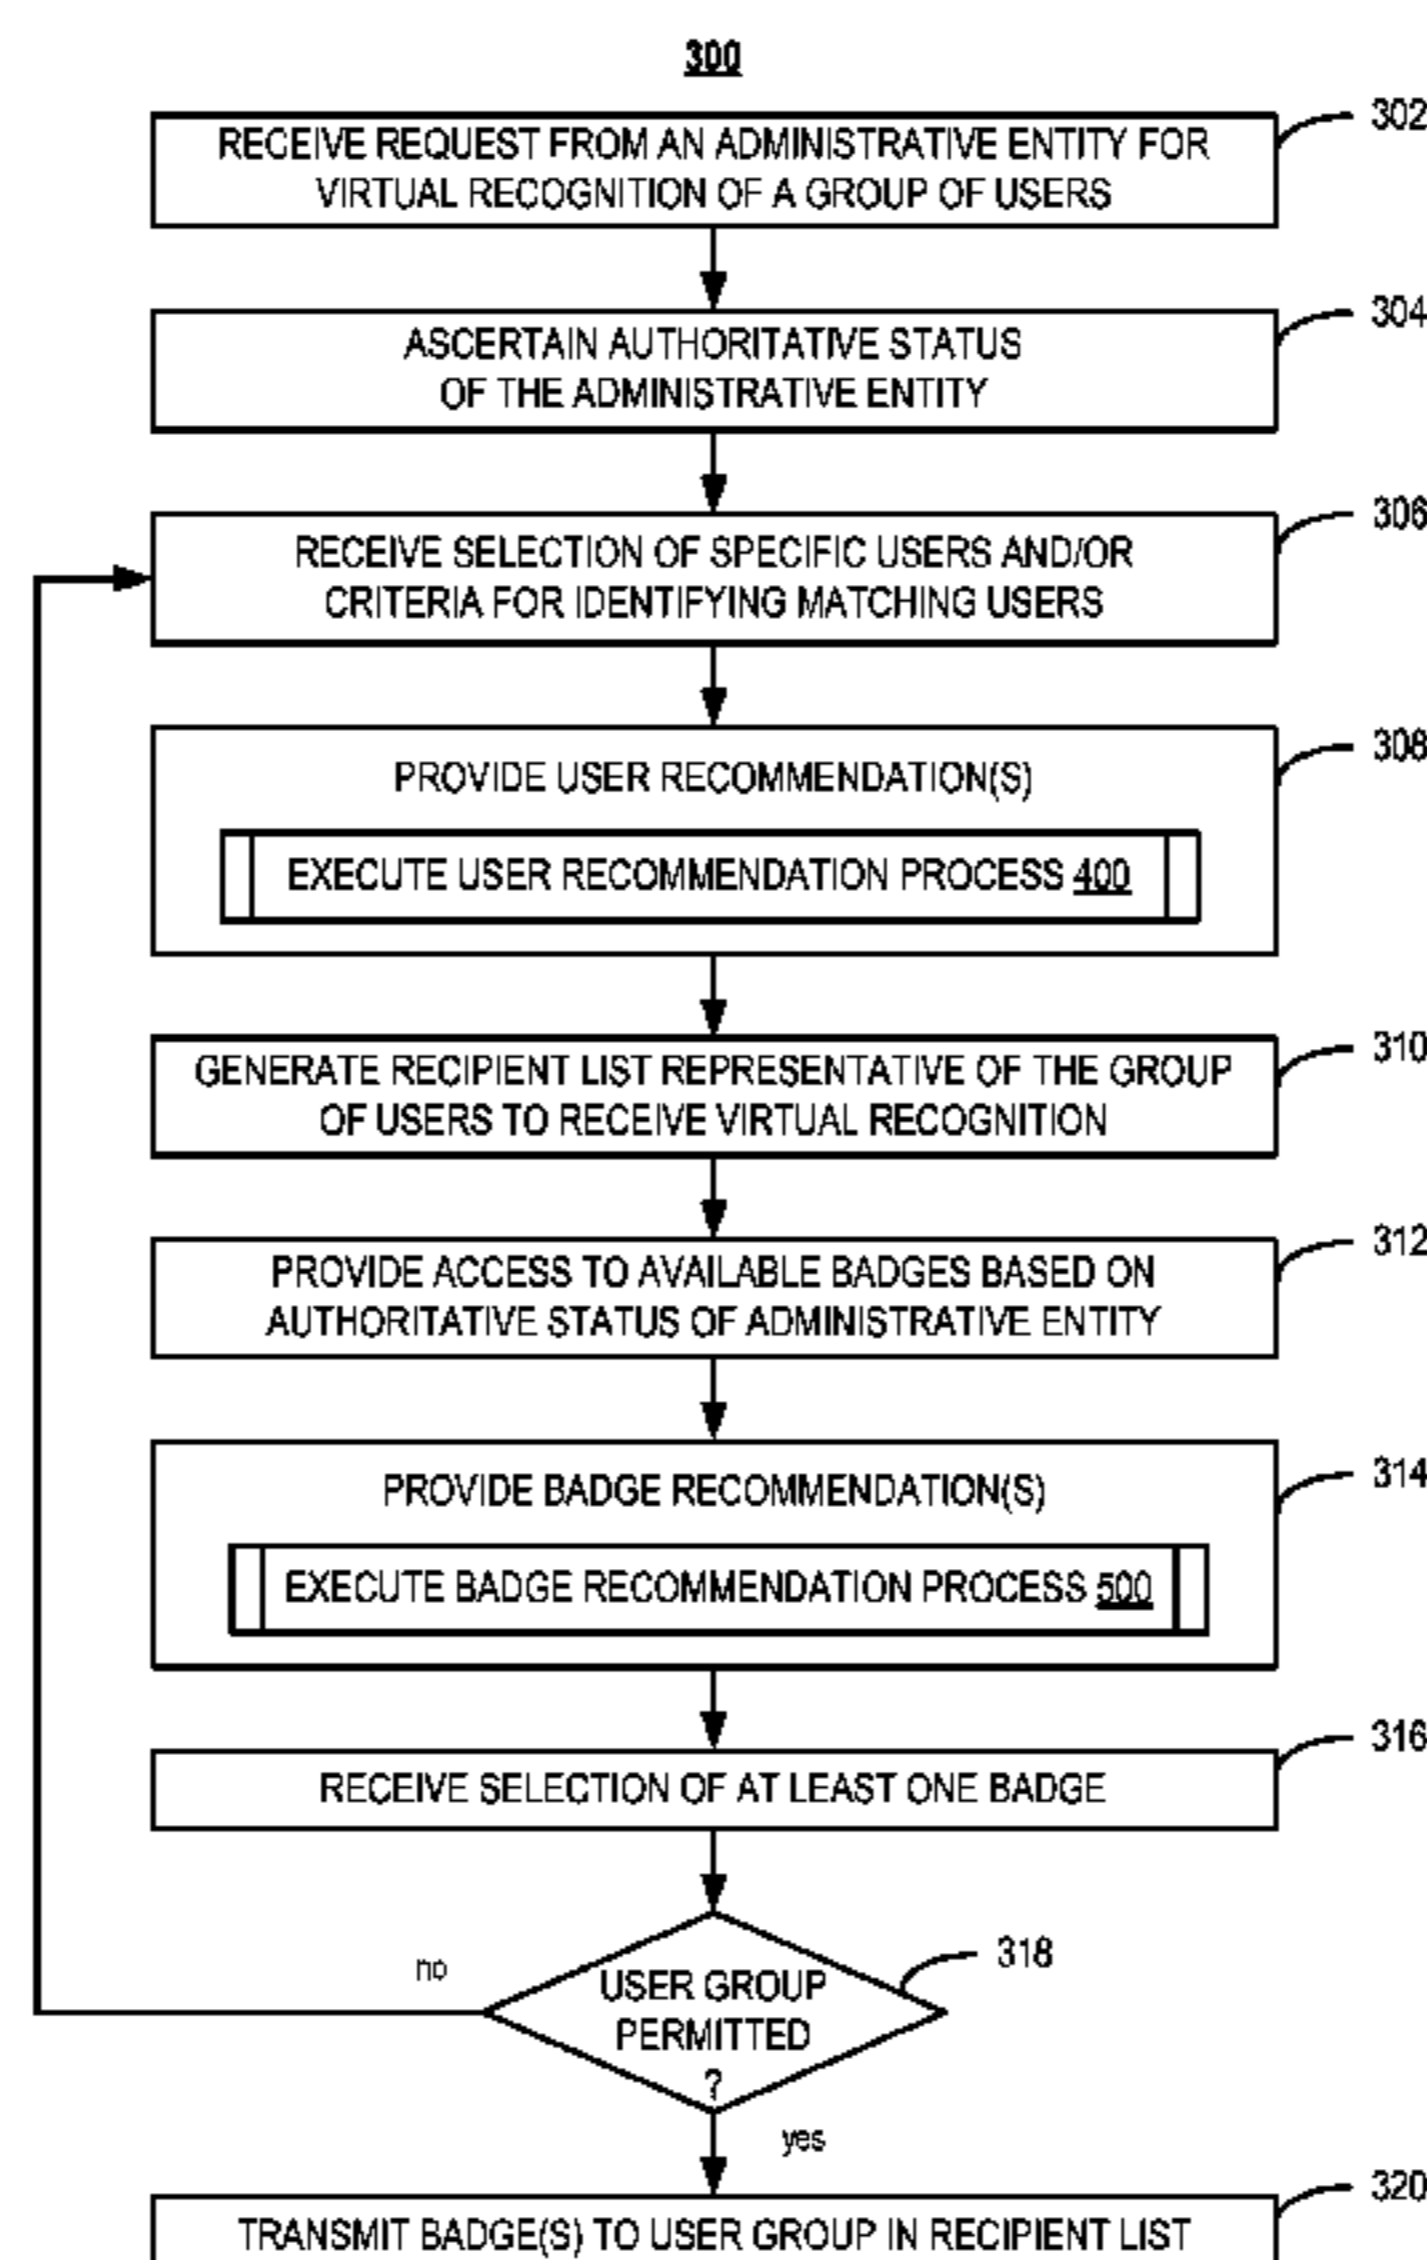 300
302
RECEIVE REQUEST FROM AN ADMINISTRATIVE ENTITY FOR
VIRTUAL RECOGNITION OF A GROUP OF USERS
304
ASCERTAIN AUTHORITATIVE STATUS
OF THE ADMINISTRATIVE ENTITY
306
RECEIVE SELECTION OF SPECIFIC USERS AND/OR
CRITERIA FOR IDENTIFYING MATCHING USERS
308
PROVIDE USER RECOMMENDATION(S)
EXECUTE USER RECOMMENDATION PROCESS 400
310
GENERATE RECIPIENT LIST REPRESENTATIVE OF THE GROUP
OF USERS TO RECEIVE VIRTUAL RECOGNITION
312
PROVIDE ACCESS TO AVAILABLE BADGES BASED ON
AUTHORITATIVE STATUS OF ADMINISTRATIVE ENTITY
314
PROVIDE BADGE RECOMMENDATION(S)
EXECUTE BADGE RECOMMENDATION PROCESS 500
316
RECEIVE SELECTION OF AT LEAST ONE BADGE
318
no
USER GROUP
PERMITTED
?
yes
320
TRANSMIT BADGE(S) TO USER GROUP IN RECIPIENT LIST